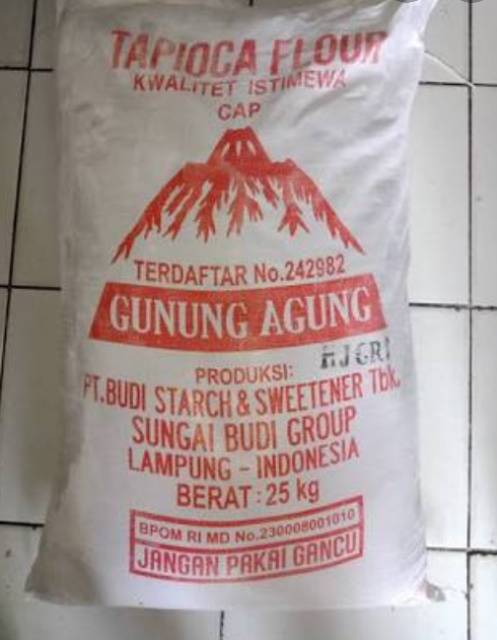 TAPIOCA FLOUR
KWALITET ISTIMEWA
CAP
TERDAFTAR No.242982
GUNUNG AGUNG
PRODUKSI:
PT.BUDI STARCH & SWEETENER Tbk.
SUNGAI BUDI GROUP
LAMPUNG - INDONESIA
BERAT : 25 kg
BPOM RI MD No.230008001010
JANGAN PAKAI GANCU